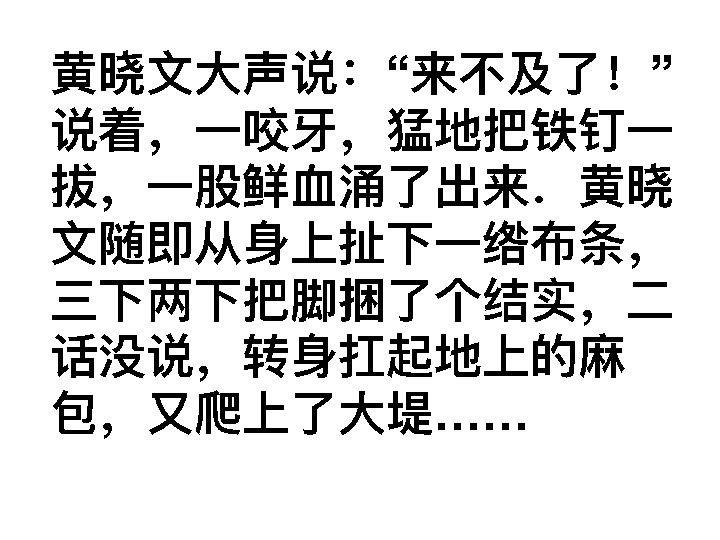 黄晓文大声说：“来不及了！”
说着，一咬牙，猛地把铁钉一
拔，一股鲜血涌了出来．黄晓
文随即从身上扯下一绺布条，
三下两下把脚捆了个结实，二
话没说，转身扛起地上的麻
包，又爬上了大堤……